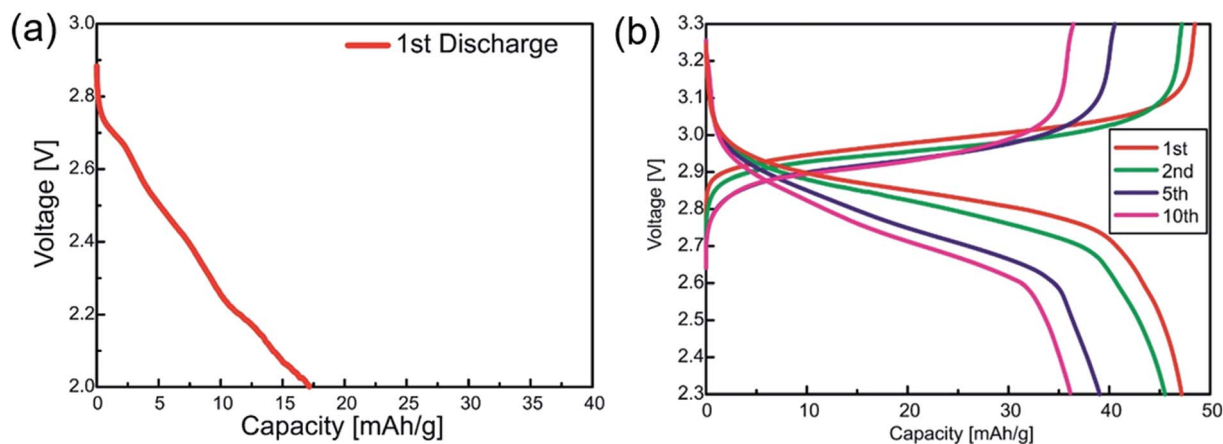 (a)
1st Discharge
Voltage [V]
3.0
2.8
2.6
2.4
2.2
2.0
0 5 10 15 20 25 30 35 40
Capacity [mAh/g]
(b)
Voltage [V]
3.3
3.2
3.1
3.0
2.9
2.8
2.7
2.6
2.5
2.4
2.3
1st
2nd
5th
10th
0 10 20 30 40 50
Capacity [mAh/g]